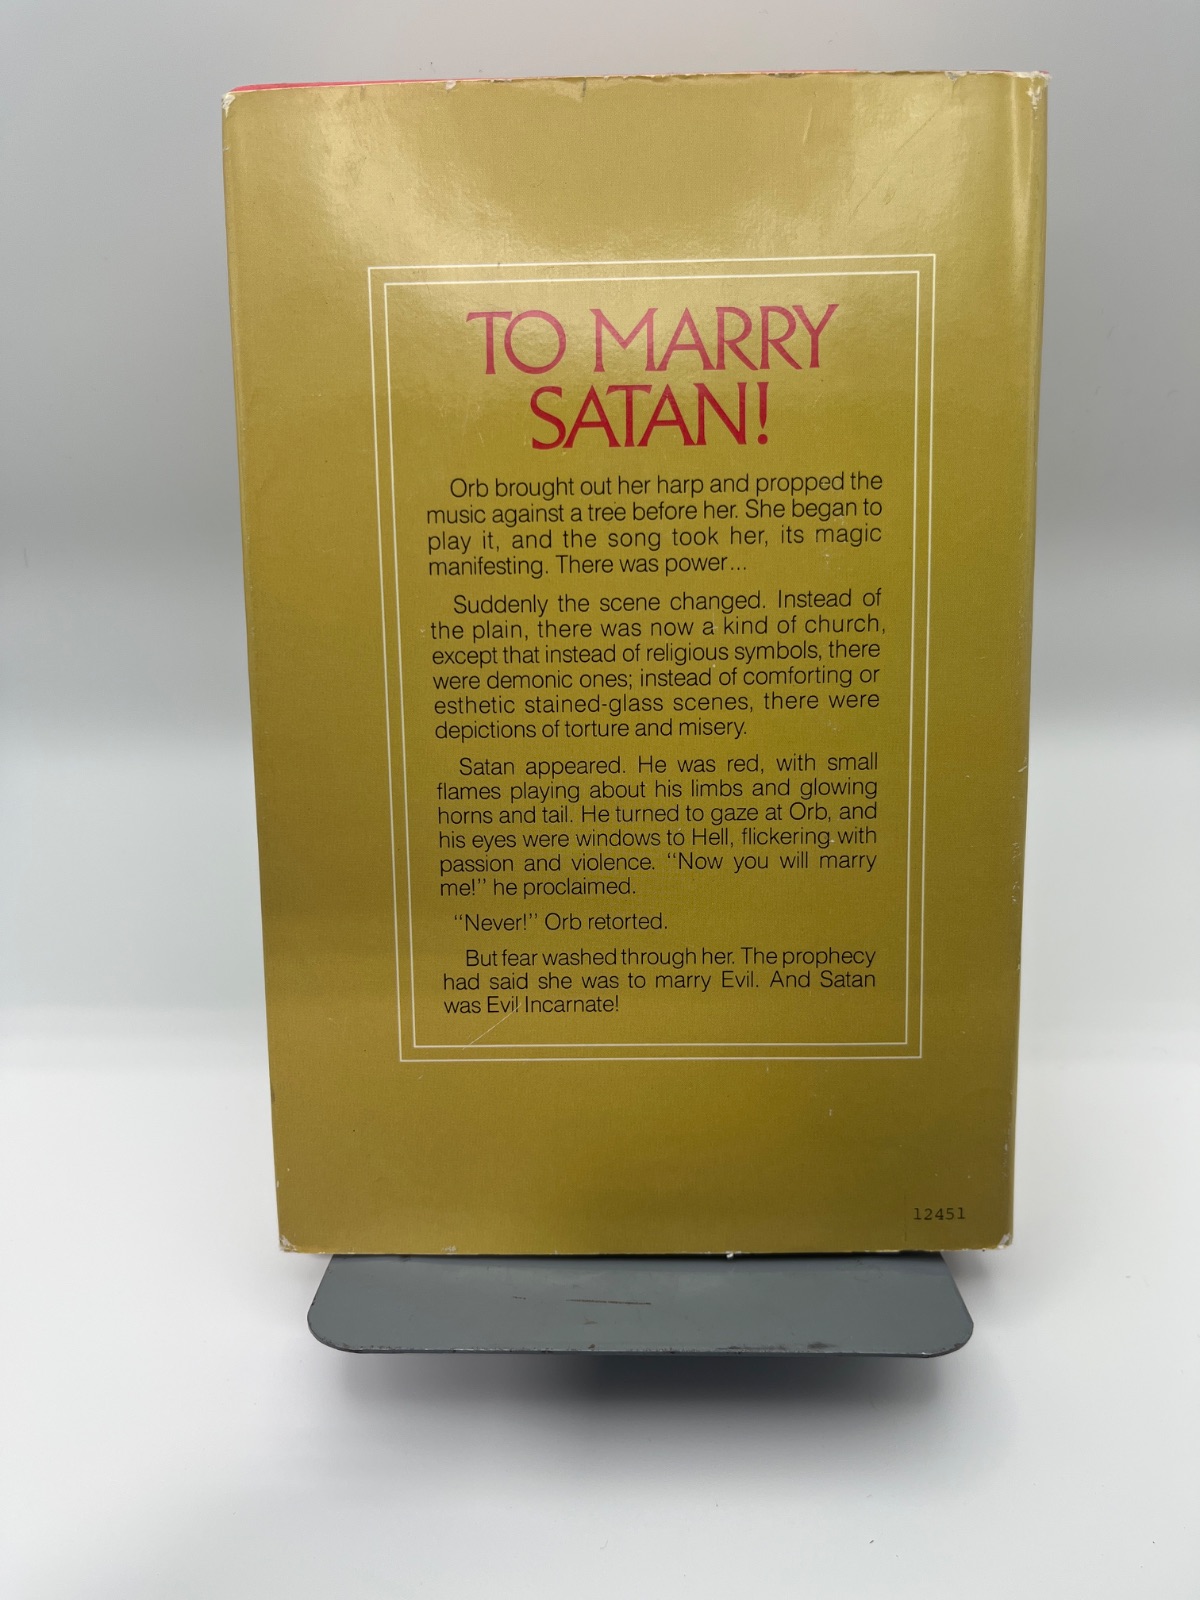 TO MARRY
SATAN!
Orb brought out her harp and propped the
music against a tree before her. She began to
play it, and the song took her, its magic
manifesting. There was power...
Suddenly the scene changed. Instead of
the plain, there was now a kind of church,
except that instead of religious symbols, there
were demonic ones; instead of comforting or
esthetic stained-glass scenes, there were
depictions of torture and misery.
Satan appeared. He was red, with small
flames playing about his limbs and glowing
horns and tail. He turned to gaze at Orb, and
his eyes were windows to Hell, flickering with
passion and violence. "Now you will marry
me!" he proclaimed.
"Never!" Orb retorted.
But fear washed through her. The prophecy
had said she was to marry Evil. And Satan
was Evil Incarnate!
12451